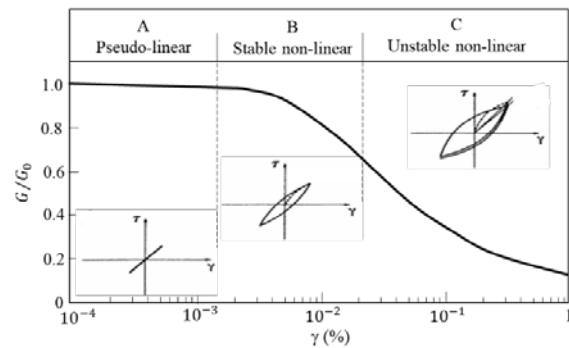 A B C
Pseudo-linear Stable non-linear Unstable non-linear
1.0
0.8
0.6
0.4
0.2
0
G/G₀
τ
γ
τ
γ
τ
γ
10⁻⁴ 10⁻³ 10⁻² 10⁻¹ 1
γ (%)